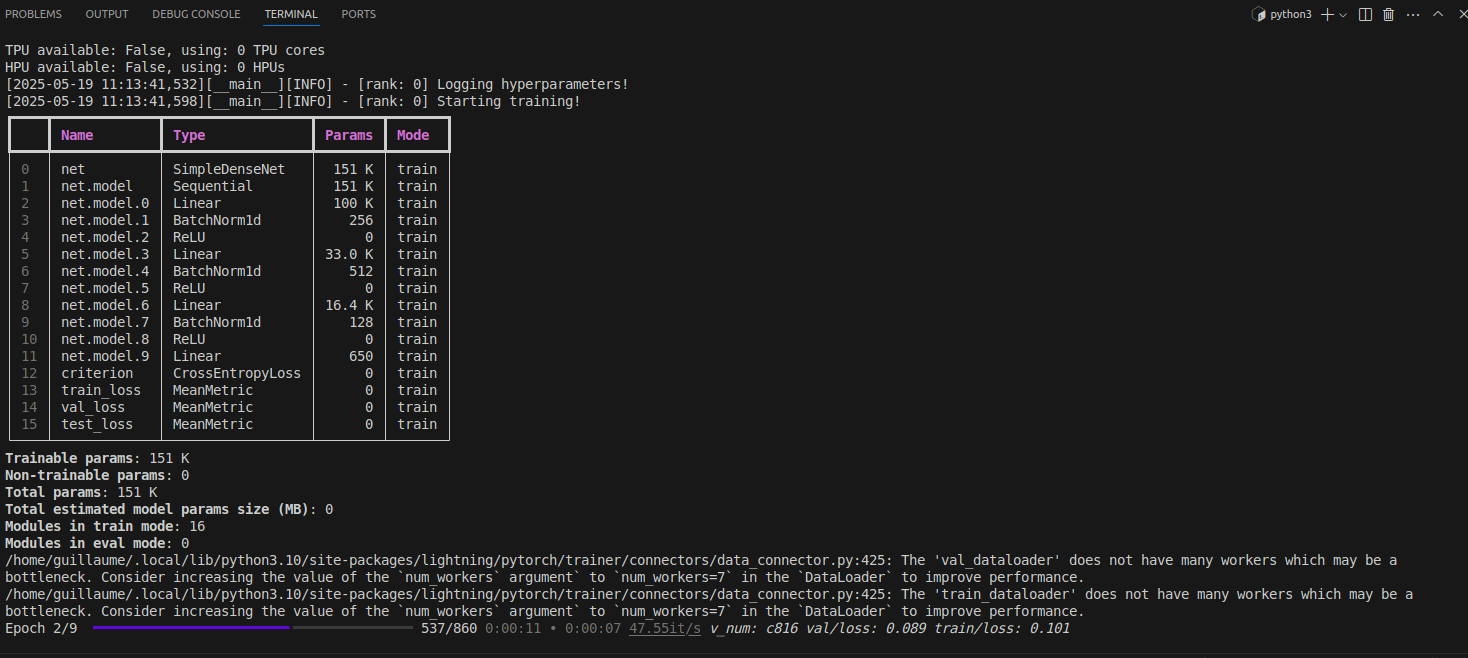 PROBLEMS OUTPUT DEBUG CONSOLE TERMINAL PORTS python3
TPU available: False, using: 0 TPU cores
HPU available: False, using: 0 HPUs
[2025-05-19 11:13:41,532][__main__][INFO] - [rank: 0] Logging hyperparameters!
[2025-05-19 11:13:41,598][__main__][INFO] - [rank: 0] Starting training!
Name Type Params Mode
0 net SimpleDenseNet 151 K train
1 net.model Sequential 151 K train
2 net.model.0 Linear 100 K train
3 net.model.1 BatchNorm1d 256 train
4 net.model.2 ReLU 0 train
5 net.model.3 Linear 33.0 K train
6 net.model.4 BatchNorm1d 512 train
7 net.model.5 ReLU 0 train
8 net.model.6 Linear 16.4 K train
9 net.model.7 BatchNorm1d 128 train
10 net.model.8 ReLU 0 train
11 net.model.9 Linear 650 train
12 criterion CrossEntropyLoss 0 train
13 train_loss MeanMetric 0 train
14 val_loss MeanMetric 0 train
15 test_loss MeanMetric 0 train
Trainable params: 151 K
Non-trainable params: 0
Total params: 151 K
Total estimated model params size (MB): 0
Modules in train mode: 16
Modules in eval mode: 0
/home/guillaume/.local/lib/python3.10/site-packages/lightning/pytorch/trainer/connectors/data_connector.py:425: The 'val_dataloader' does not have many workers which may be a
bottleneck. Consider increasing the value of the `num_workers` argument` to `num_workers=7` in the `DataLoader` to improve performance.
/home/guillaume/.local/lib/python3.10/site-packages/lightning/pytorch/trainer/connectors/data_connector.py:425: The 'train_dataloader' does not have many workers which may be a
bottleneck. Consider increasing the value of the `num_workers` argument` to `num_workers=7` in the `DataLoader` to improve performance.
Epoch 2/9 537/860 0:00:11 • 0:00:07 47.55it/s v_num: c816 val/loss: 0.089 train/loss: 0.101